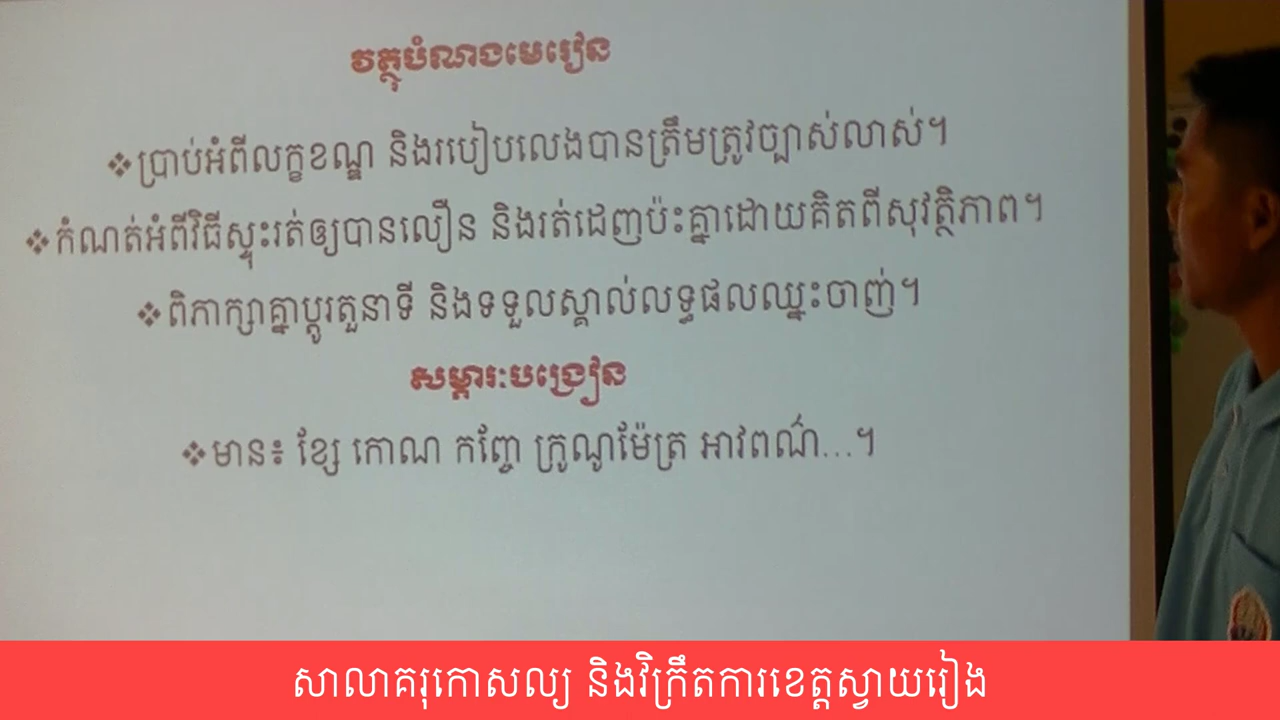 វត្ថុបំណងមេរៀន
❖ប្រាប់អំពីលក្ខខណ្ឌ និងរបៀបលេងបានត្រឹមត្រូវច្បាស់លាស់។
❖កំណត់អំពីវិធីស្ទុះរត់ឲ្យបានលឿន និងរត់ដេញប៉ះគ្នាដោយគិតពីសុវត្ថិភាព។
❖ពិភាក្សាគ្នាប្ដូរតួនាទី និងទទួលស្គាល់លទ្ធផលឈ្នះចាញ់។
សម្ភារៈបង្រៀន
❖មាន៖ ខ្សែ កោណ កញ្ចែ ក្រូណូម៉ែត្រ អាវពណ៌...។
សាលាគរុកោសល្យ និងវិក្រឹតការខេត្តស្វាយរៀង